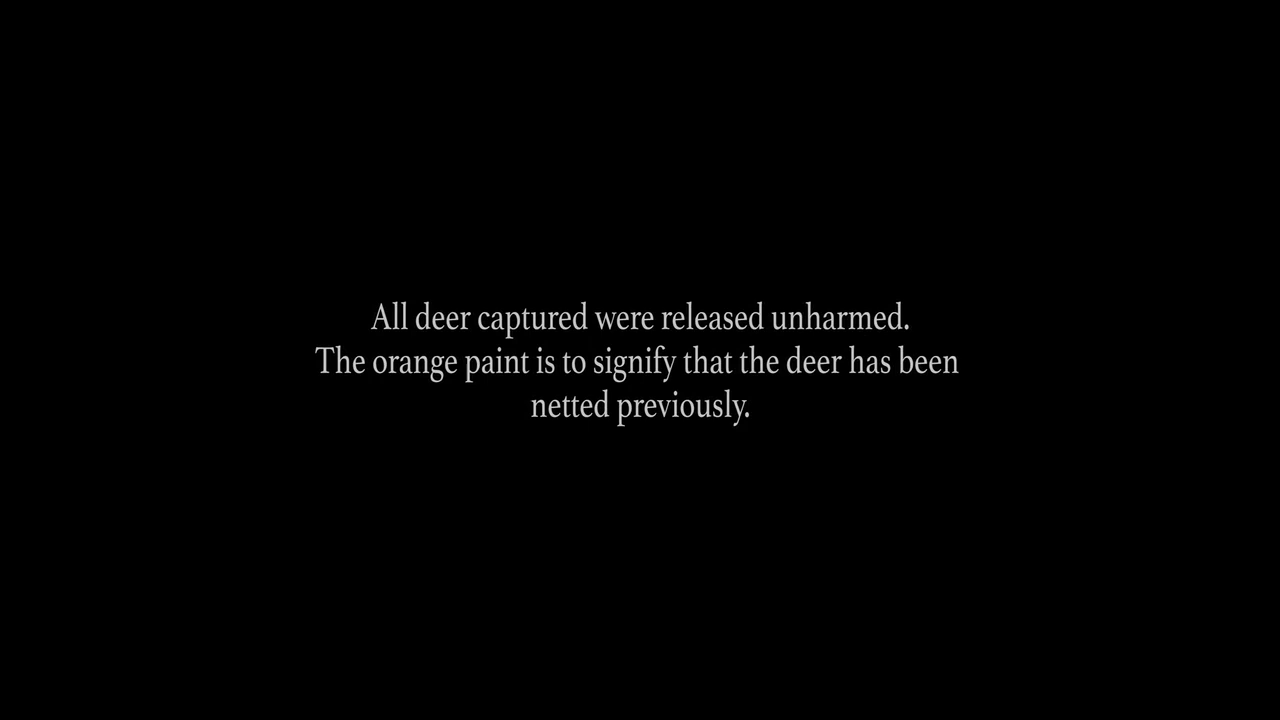 All deer captured were released unharmed.
The orange paint is to signify that the deer has been
netted previously.